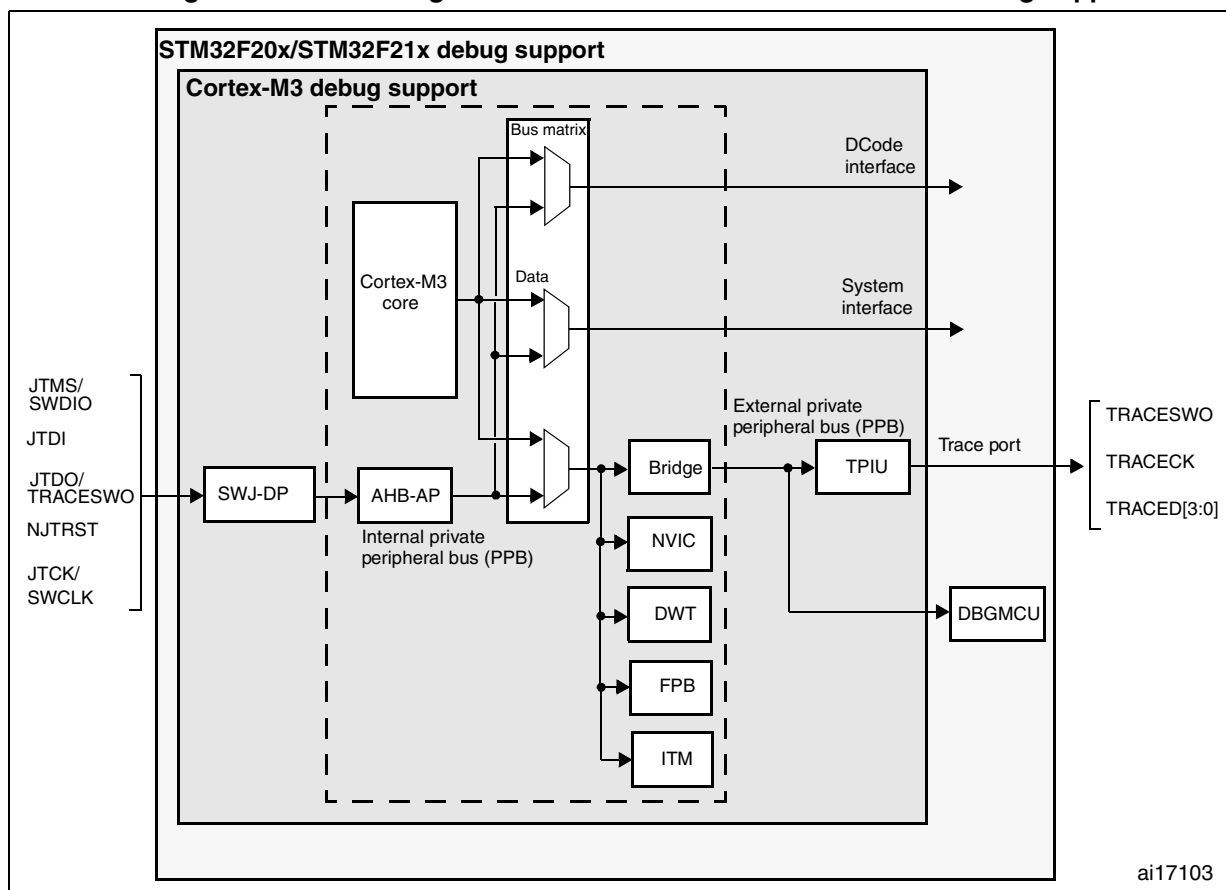 STM32F20x/STM32F21x debug support
Cortex-M3 debug support
Bus matrix
DCode
interface
Cortex-M3
core
Data
System
interface
JTMS/
SWDIO
JTDI
JTDO/
TRACESWO
NJTRST
JTCK/
SWCLK
SWJ-DP
AHB-AP
Internal private
peripheral bus (PPB)
Bridge
NVIC
DWT
FPB
ITM
External private
peripheral bus (PPB)
TPIU
Trace port
TRACESWO
TRACECK
TRACED[3:0]
DBGMCU
ai17103